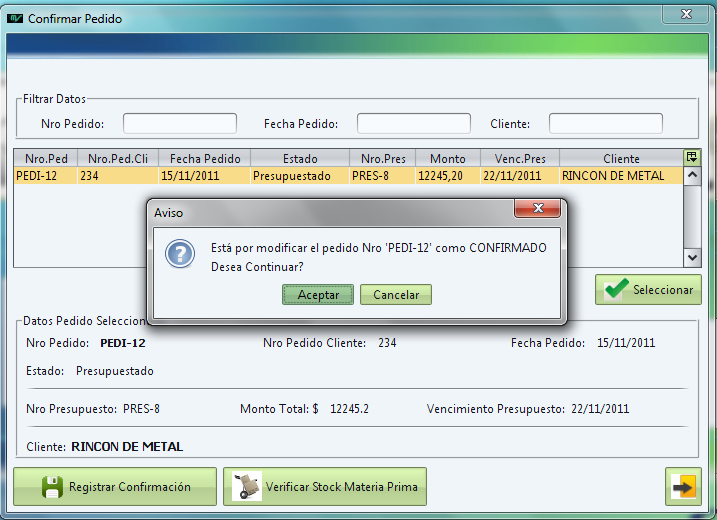 Confirmar Pedido
Filtrar Datos
Nro Pedido: Fecha Pedido: Cliente:
Nro.Ped Nro.Ped.Cli Fecha Pedido Estado Nro.Pres Monto Venc.Pres Cliente
PEDI-12 234 15/11/2011 Presupuestado PRES-8 12245,20 22/11/2011 RINCON DE METAL
Aviso
Está por modificar el pedido Nro 'PEDI-12' como CONFIRMADO
Desea Continuar?
Aceptar Cancelar
Seleccionar
Datos Pedido Seleccion
Nro Pedido: PEDI-12 Nro Pedido Cliente: 234 Fecha Pedido: 15/11/2011
Estado: Presupuestado
Nro Presupuesto: PRES-8 Monto Total: $ 12245.2 Vencimiento Presupuesto: 22/11/2011
Cliente: RINCON DE METAL
Registrar Confirmación Verificar Stock Materia Prima